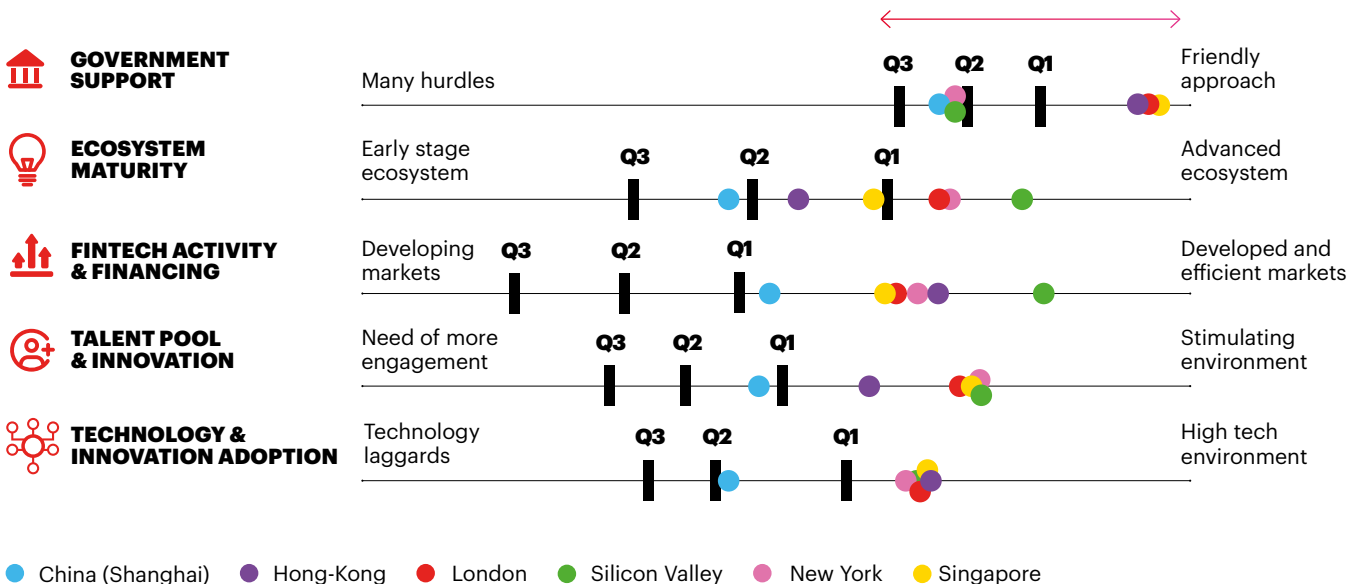 GOVERNMENT
SUPPORT
Many hurdles
Q3
Q2
Q1
Friendly
approach
ECOSYSTEM
MATURITY
Early stage
ecosystem
Q3
Q2
Q1
Advanced
ecosystem
FINTECH ACTIVITY
& FINANCING
Developing
markets
Q3
Q2
Q1
Developed and
efficient markets
TALENT POOL
& INNOVATION
Need of more
engagement
Q3
Q2
Q1
Stimulating
environment
TECHNOLOGY &
INNOVATION ADOPTION
Technology
laggards
Q3
Q2
Q1
High tech
environment
China (Shanghai)
Hong-Kong
London
Silicon Valley
New York
Singapore